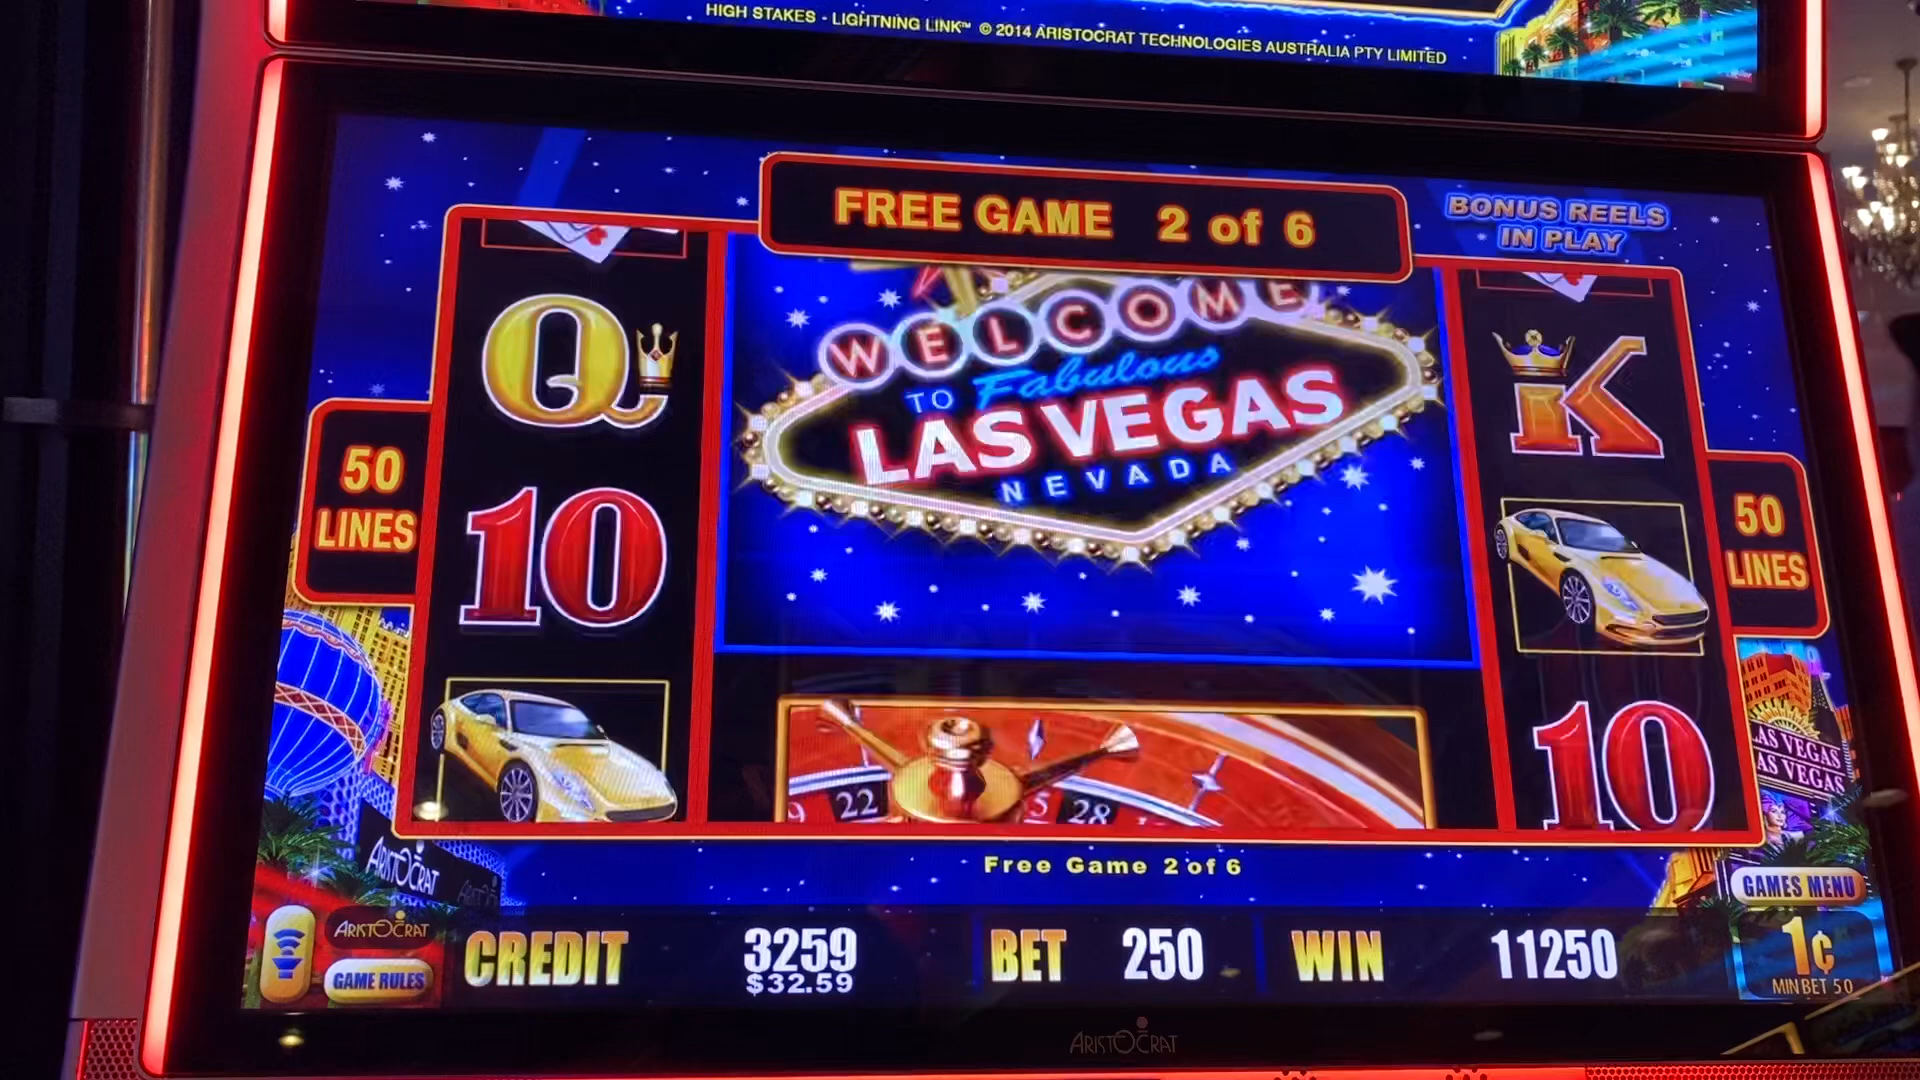 HIGH STAKES - LIGHTNING LINK™ © 2014 ARISTOCRAT TECHNOLOGIES AUSTRALIA PTY LIMITED
FREE GAME 2 of 6
BONUS REELS
IN PLAY
Q
WELCOME
TO Fabulous
LAS VEGAS
NEVADA
K
50
LINES
10
50
LINES
22
28
10
LAS VEGAS
LAS VEGAS
ARISTOCRAT
Free Game 2 of 6
GAMES MENU
ARISTOCRAT
GAME RULES
CREDIT 3259
$32.59
BET 250
WIN 11250
1¢
MIN BET 50
ARISTOCRAT